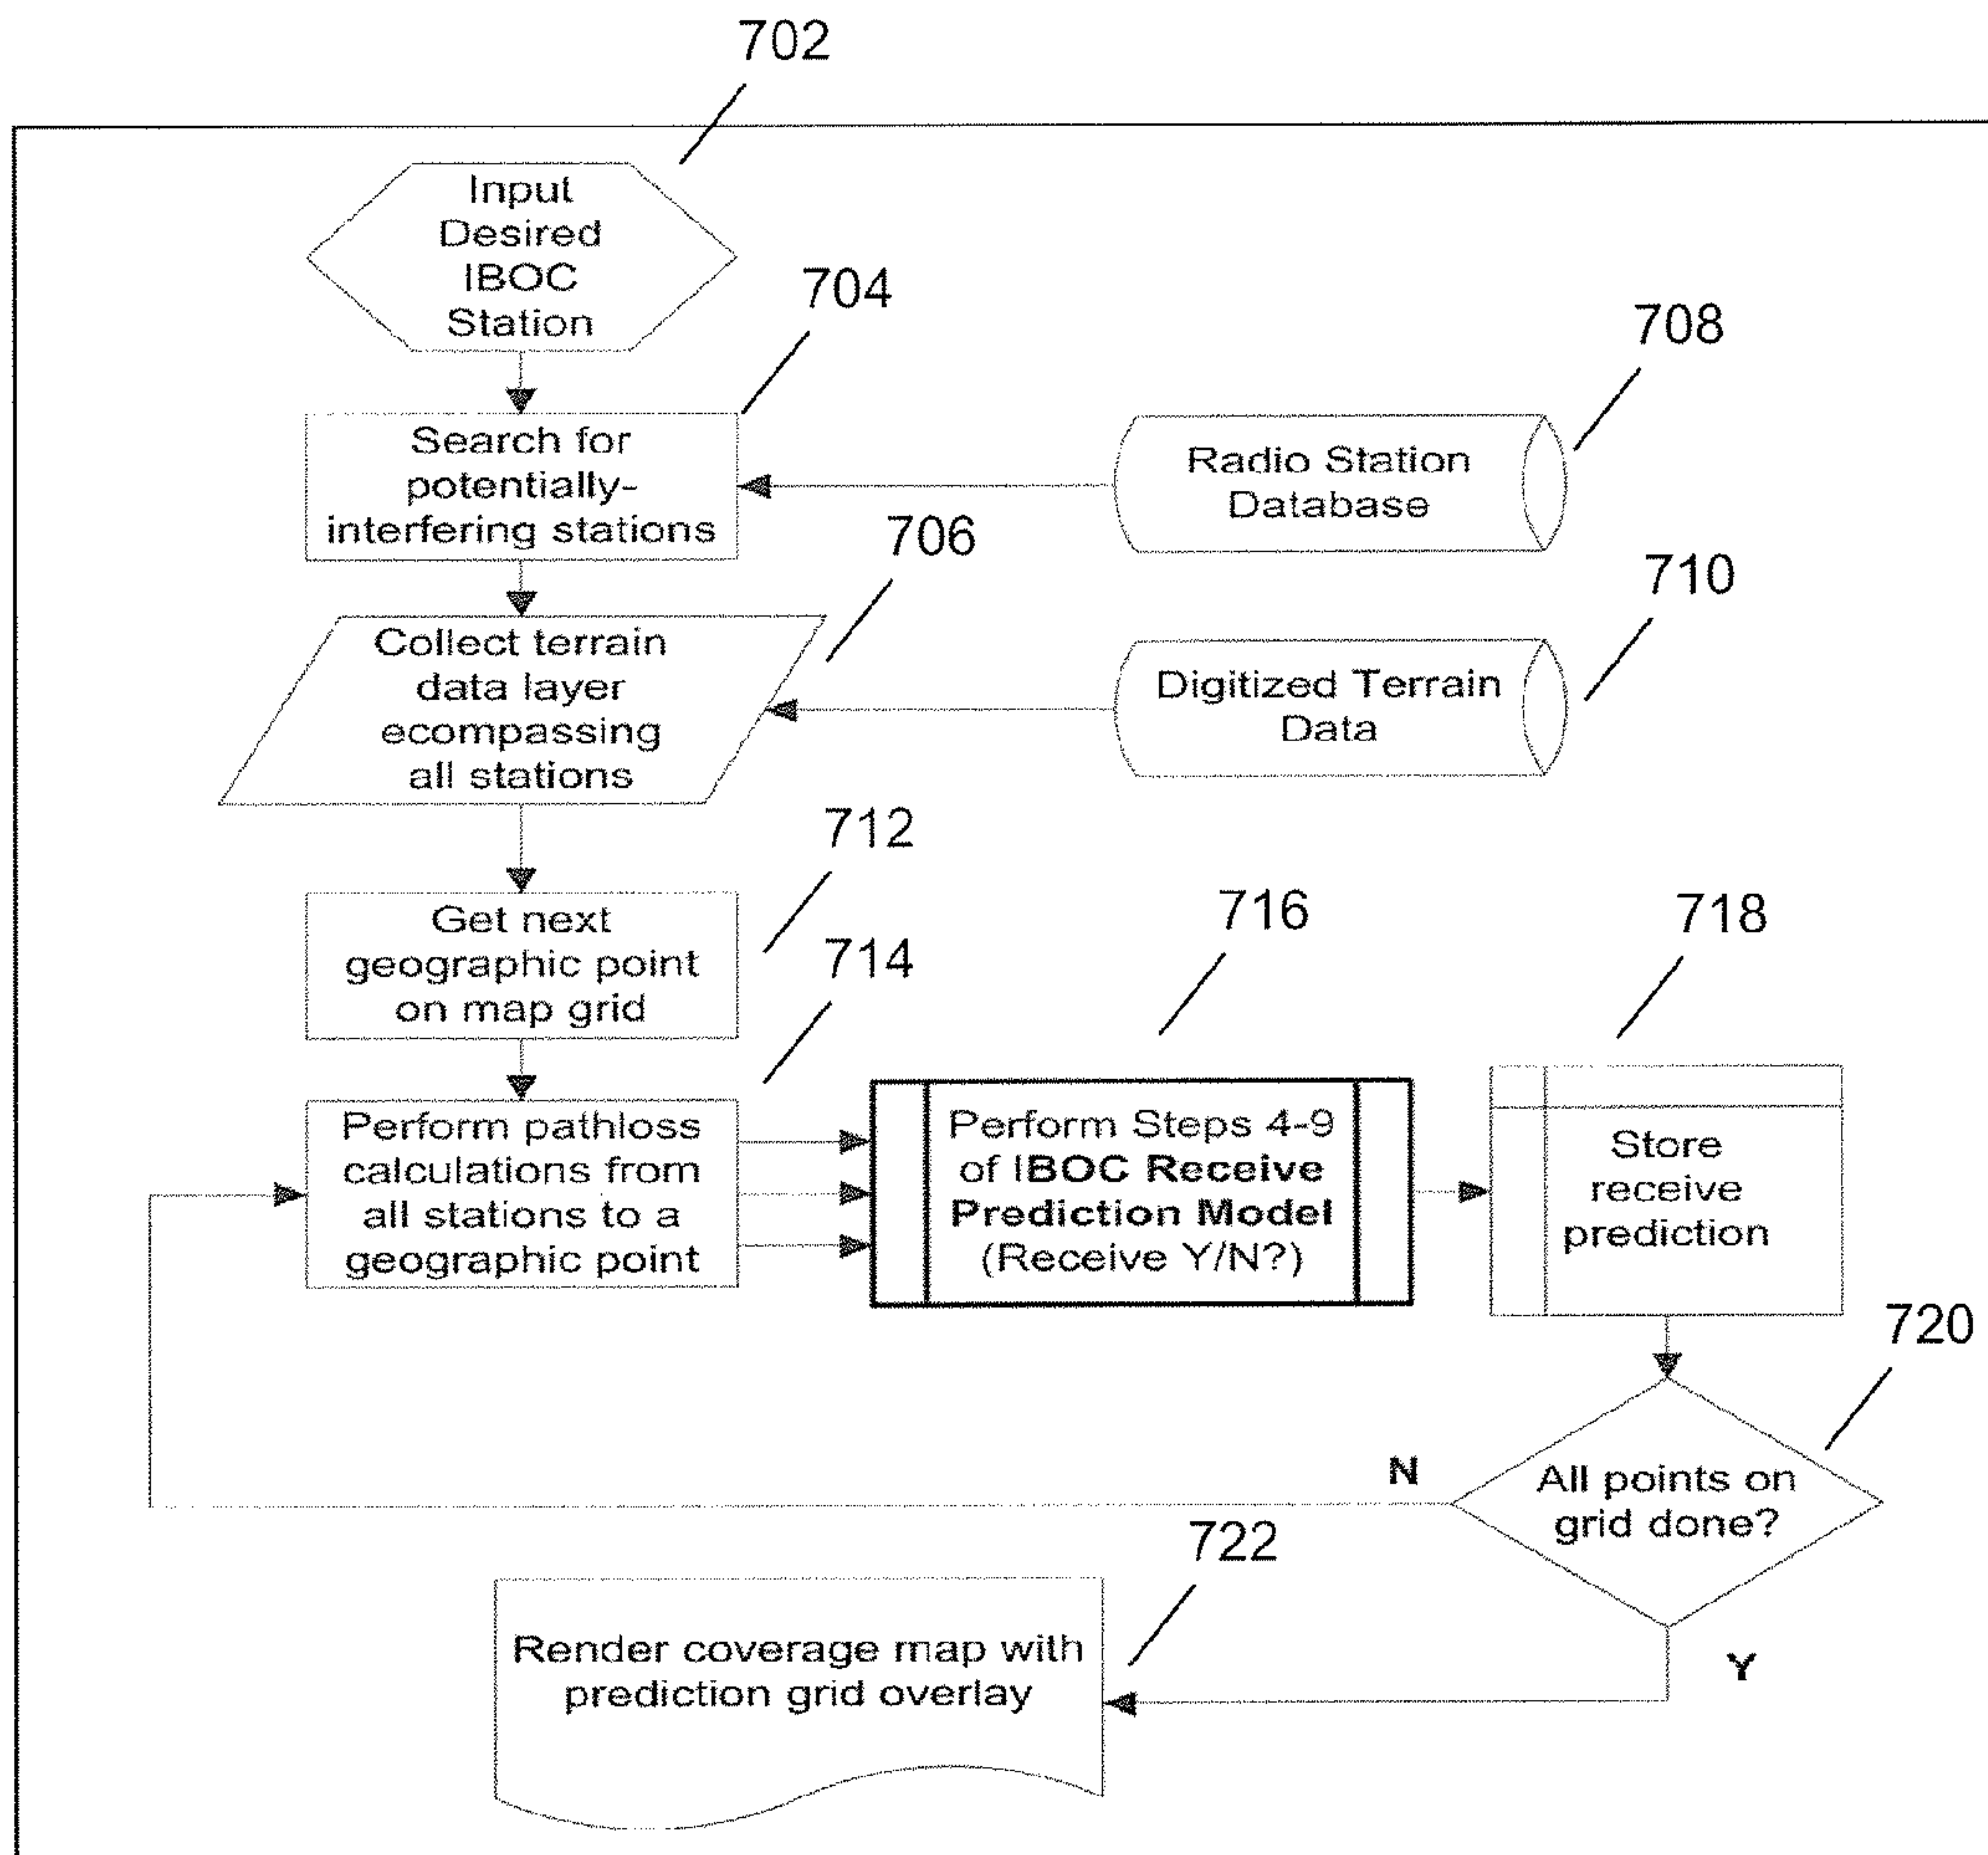 702
Input
Desired
IBOC
Station
704
Search for
potentially-
interfering stations
708
Radio Station
Database
706
Collect terrain
data layer
ecompassing
all stations
710
Digitized Terrain
Data
712
Get next
geographic point
on map grid
714
Perform pathloss
calculations from
all stations to a
geographic point
716
Perform Steps 4-9
of IBOC Receive
Prediction Model
(Receive Y/N?)
718
Store
receive
prediction
720
All points on
grid done?
N
Y
722
Render coverage map with
prediction grid overlay